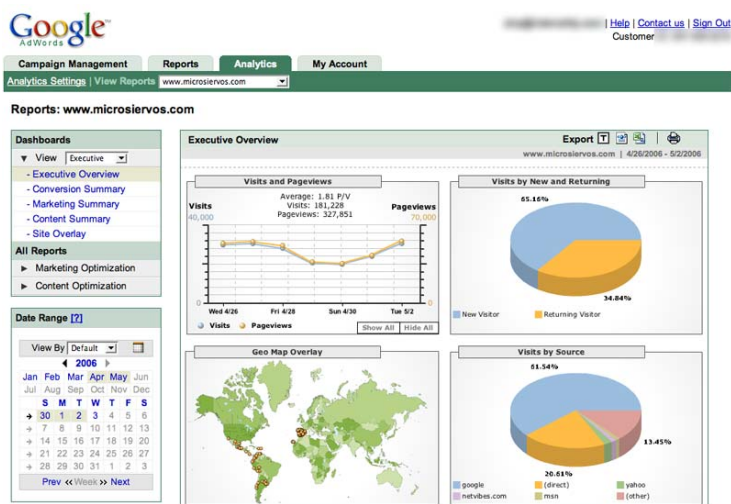 Google™
AdWords
| Help | Contact us | Sign Out
Customer
Campaign Management Reports Analytics My Account
Analytics Settings | View Reports www.microsiervos.com
Reports: www.microsiervos.com
Dashboards
View Executive
- Executive Overview
- Conversion Summary
- Marketing Summary
- Content Summary
- Site Overlay
All Reports
Marketing Optimization
Content Optimization
Date Range [?]
View By Default
2006
Jan Feb Mar Apr May Jun
Jul Aug Sep Oct Nov Dec
S M T W T F S
30 1 2 3 4 5 6
7 8 9 10 11 12 13
14 15 16 17 18 19 20
21 22 23 24 25 26 27
28 29 30 31 1 2 3
Prev << Week >> Next
Executive Overview
Export T
www.microsiervos.com | 4/26/2006 - 5/2/2006
Visits and Pageviews
Average: 1.81 P/V
Visits: 181,228
Pageviews: 327,851
Visits
40,000
Pageviews
70,000
0 0
Wed 4/26 Fri 4/28 Sun 4/30 Tue 5/2
Visits Pageviews
Show All Hide All
Visits by New and Returning
65.16%
34.84%
New Visitor Returning Visitor
Geo Map Overlay
Visits by Source
61.54%
13.45%
20.61%
google (direct) yahoo
netvibes.com msn (other)